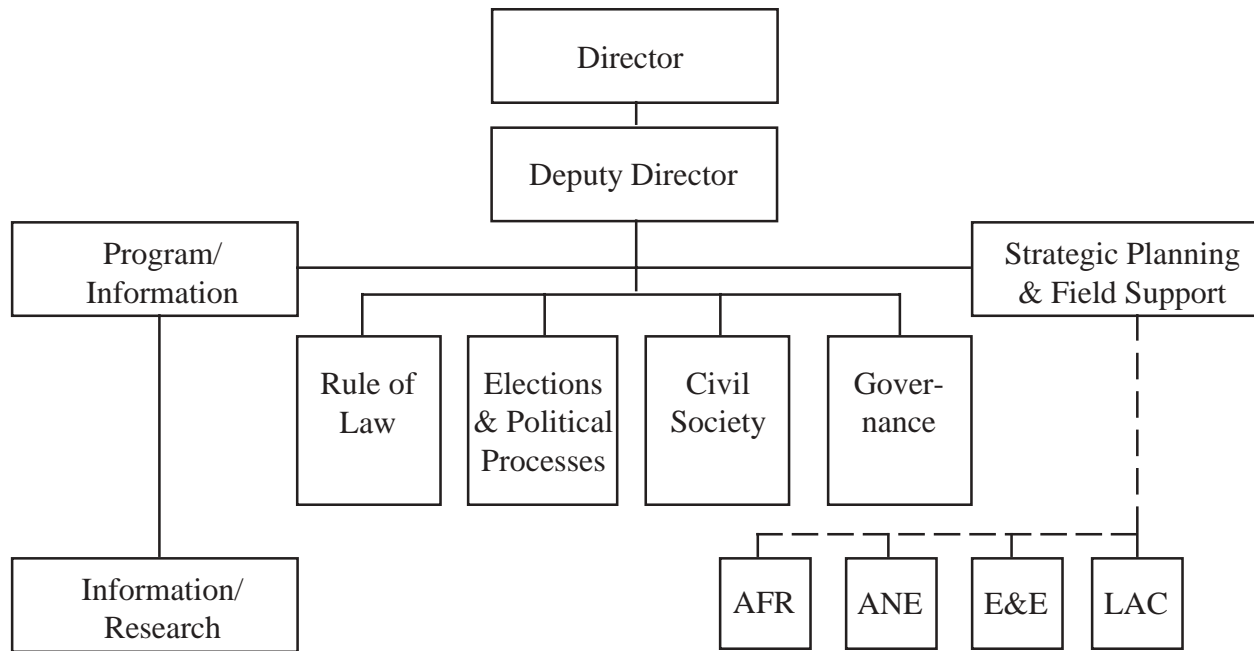 Director
Deputy Director
Program/
Information
Strategic Planning
& Field Support
Rule of
Law
Elections
& Political
Processes
Civil
Society
Gover-
nance
Information/
Research
AFR
ANE
E&E
LAC